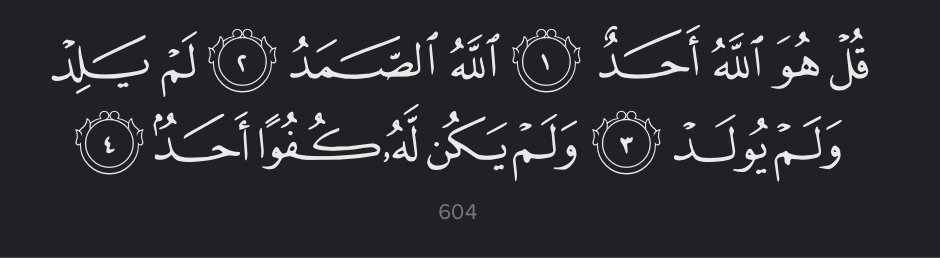 قُلْ هُوَ ٱللَّهُ أَحَدٌ ١ ٱللَّهُ ٱلصَّمَدُ ٢ لَمْ يَلِدْ
وَلَمْ يُولَدْ ٣ وَلَمْ يَكُن لَّهُۥ كُفُوًا أَحَدٌۢ ٤
604